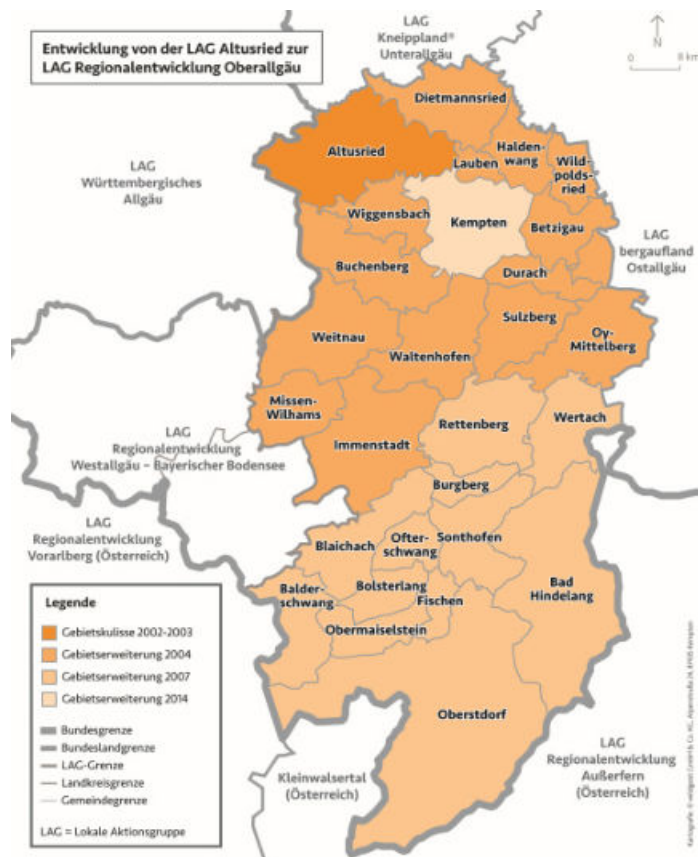 Entwicklung von der LAG Altusried zur
LAG Regionalentwicklung Oberallgäu
LAG
Kneippland®
Unterallgäu
N
0 8 km
Dietmannsried
Altusried
Lauben
Halden-
wang
Wild-
polds-
ried
LAG
Württembergisches
Allgäu
Wiggensbach
Kempten
Betzigau
LAG
bergaufland
Ostallgäu
Buchenberg
Durach
Sulzberg
Oy-
Mittelberg
Weitnau
Waltenhofen
Missen-
Wilhams
Rettenberg
Wertach
LAG
Regionalentwicklung
Westallgäu – Bayerischer Bodensee
Immenstadt
Burgberg
LAG
Regionalentwicklung
Vorarlberg (Österreich)
Blaichach
Ofter-
schwang
Sonthofen
Balder-
schwang
Bolsterlang
Fischen
Bad
Hindelang
Obermaiselstein
Oberstdorf
Kleinwalsertal
(Österreich)
LAG
Regionalentwicklung
Außerfern
(Österreich)
Legende
Gebietskulisse 2002-2003
Gebietserweiterung 2004
Gebietserweiterung 2007
Gebietserweiterung 2014
Bundesgrenze
Bundeslandgrenze
LAG-Grenze
Landkreisgrenze
Gemeindegrenze
LAG = Lokale Aktionsgruppe